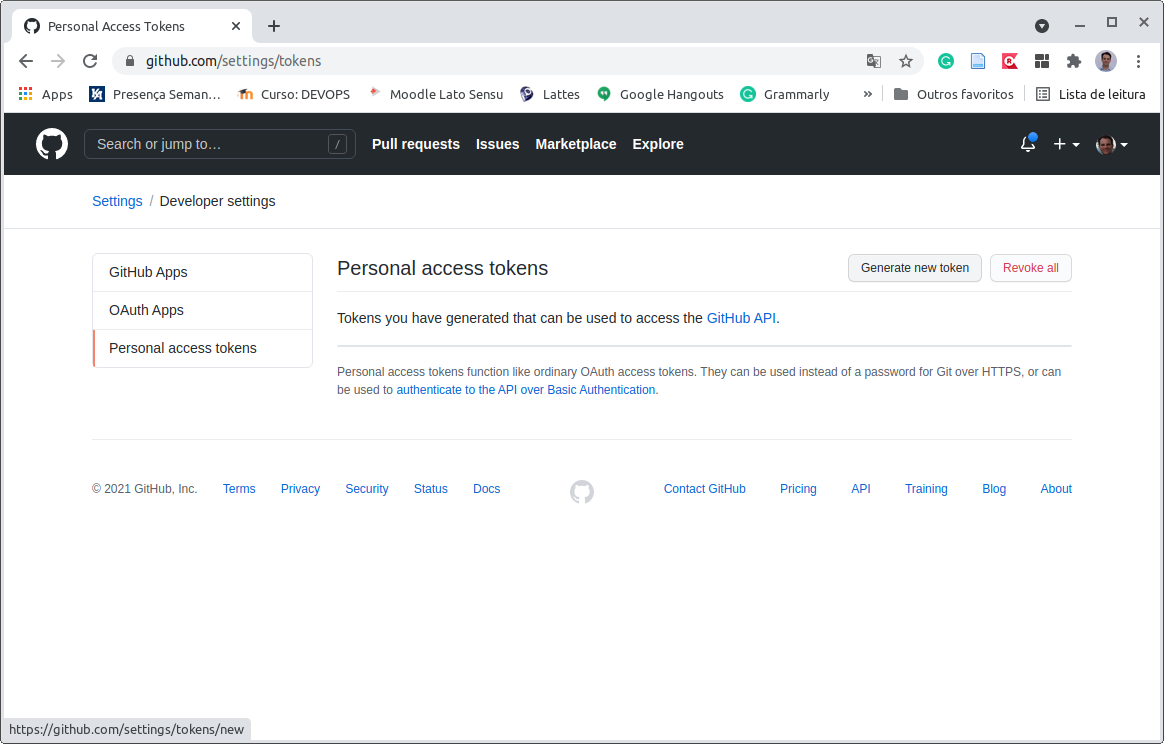 Personal Access Tokens
github.com/settings/tokens
Apps Presença Seman… Curso: DEVOPS Moodle Lato Sensu Lattes Google Hangouts Grammarly » Outros favoritos Lista de leitura
Search or jump to… / Pull requests Issues Marketplace Explore
Settings / Developer settings
GitHub Apps
OAuth Apps
Personal access tokens
Personal access tokens Generate new token Revoke all
Tokens you have generated that can be used to access the GitHub API.
Personal access tokens function like ordinary OAuth access tokens. They can be used instead of a password for Git over HTTPS, or can
be used to authenticate to the API over Basic Authentication.
© 2021 GitHub, Inc. Terms Privacy Security Status Docs Contact GitHub Pricing API Training Blog About
https://github.com/settings/tokens/new